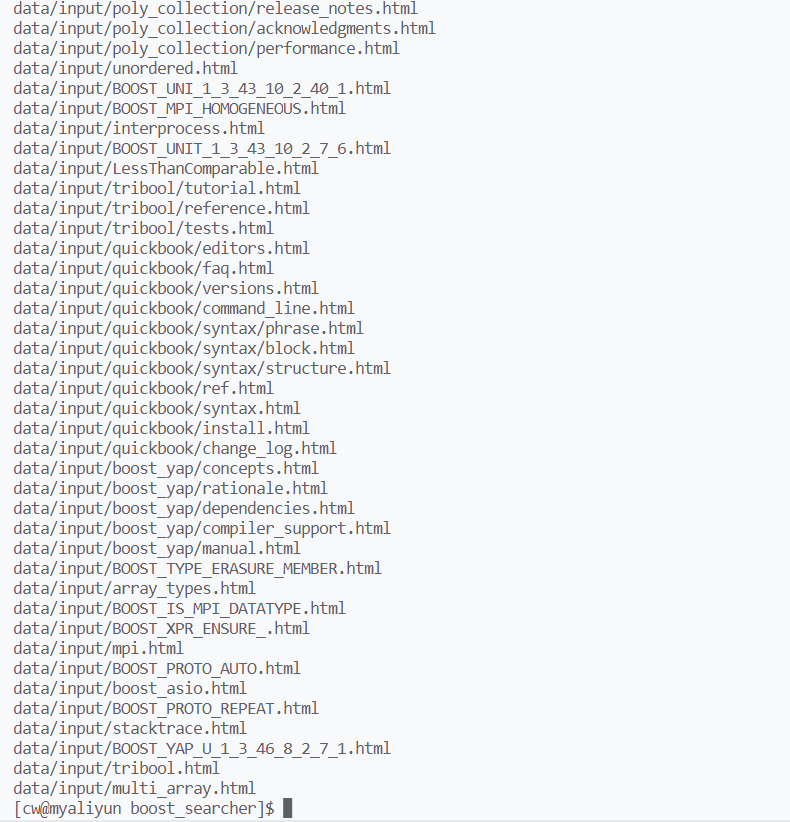 data/input/poly_collection/release_notes.html
data/input/poly_collection/acknowledgments.html
data/input/poly_collection/performance.html
data/input/unordered.html
data/input/BOOST_UNI_1_3_43_10_2_40_1.html
data/input/BOOST_MPI_HOMOGENEOUS.html
data/input/interprocess.html
data/input/BOOST_UNIT_1_3_43_10_2_7_6.html
data/input/LessThanComparable.html
data/input/tribool/tutorial.html
data/input/tribool/reference.html
data/input/tribool/tests.html
data/input/quickbook/editors.html
data/input/quickbook/faq.html
data/input/quickbook/versions.html
data/input/quickbook/command_line.html
data/input/quickbook/syntax/phrase.html
data/input/quickbook/syntax/block.html
data/input/quickbook/syntax/structure.html
data/input/quickbook/ref.html
data/input/quickbook/syntax.html
data/input/quickbook/install.html
data/input/quickbook/change_log.html
data/input/boost_yap/concepts.html
data/input/boost_yap/rationale.html
data/input/boost_yap/dependencies.html
data/input/boost_yap/compiler_support.html
data/input/boost_yap/manual.html
data/input/BOOST_TYPE_ERASURE_MEMBER.html
data/input/array_types.html
data/input/BOOST_IS_MPI_DATATYPE.html
data/input/BOOST_XPR_ENSURE_.html
data/input/mpi.html
data/input/BOOST_PROTO_AUTO.html
data/input/boost_asio.html
data/input/BOOST_PROTO_REPEAT.html
data/input/stacktrace.html
data/input/BOOST_YAP_U_1_3_46_8_2_7_1.html
data/input/tribool.html
data/input/multi_array.html
[cw@myaliyun boost_searcher]$